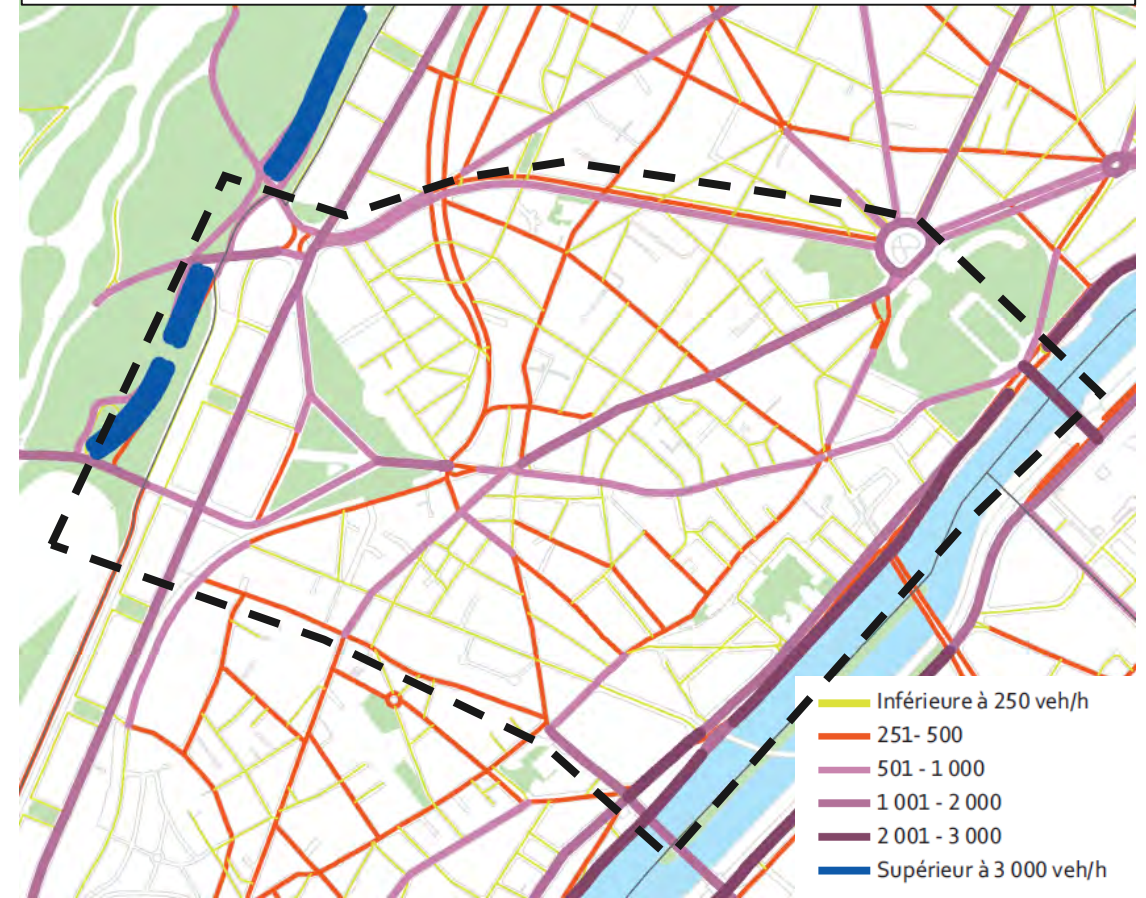 Inférieure à 250 veh/h
251- 500
501 - 1 000
1 001 - 2 000
2 001 - 3 000
Supérieur à 3 000 veh/h